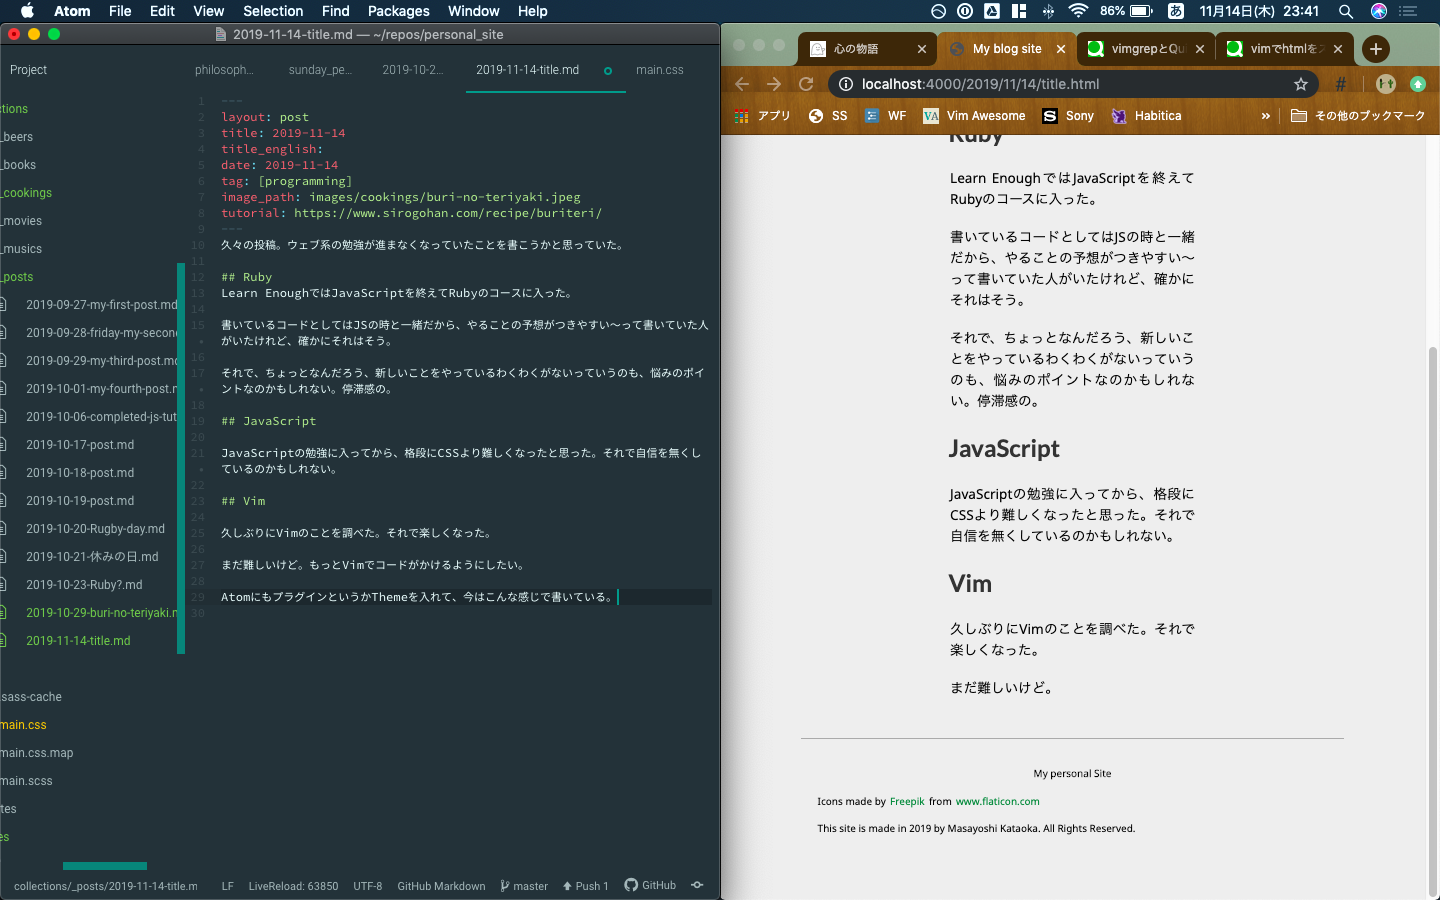 Atom File Edit View Selection Find Packages Window Help 86% あ 11月14日(木) 23:41
2019-11-14-title.md — ~/repos/personal_site
Project
philosoph... sunday_pe... 2019-10-2... 2019-11-14-title.md main.css
ctions
_beers
_books
_cookings
_movies
_musics
_posts
2019-09-27-my-first-post.md
2019-09-28-friday-my-secon
2019-09-29-my-third-post.md
2019-10-01-my-fourth-post.m
2019-10-06-completed-js-tut
2019-10-17-post.md
2019-10-18-post.md
2019-10-19-post.md
2019-10-20-Rugby-day.md
2019-10-21-休みの日.md
2019-10-23-Ruby?.md
2019-10-29-buri-no-teriyaki.m
2019-11-14-title.md
sass-cache
main.css
main.css.map
main.scss
tes
es
1 ---
2 layout: post
3 title: 2019-11-14
4 title_english:
5 date: 2019-11-14
6 tag: [programming]
7 image_path: images/cookings/buri-no-teriyaki.jpeg
8 tutorial: https://www.sirogohan.com/recipe/buriteri/
9 ---
10 久々の投稿。ウェブ系の勉強が進まなくなっていたことを書こうかと思っていた。
11
12 ## Ruby
13 Learn EnoughではJavaScriptを終えてRubyのコースに入った。
14
15 書いているコードとしてはJSの時と一緒だから、やることの予想がつきやすい〜って書いていた人
• がいたけれど、確かにそれはそう。
16
17 それで、ちょっとなんだろう、新しいことをやっているわくわくがないっていうのも、悩みのポイ
• ントなのかもしれない。停滞感の。
18
19 ## JavaScript
20
21 JavaScriptの勉強に入ってから、格段にCSSより難しくなったと思った。それで自信を無くし
• ているのかもしれない。
22
23 ## Vim
24
25 久しぶりにVimのことを調べた。それで楽しくなった。
26
27 まだ難しいけど。もっとVimでコードがかけるようにしたい。
28
29 AtomにもプラグインというかThemeを入れて、今はこんな感じで書いている。
30
collections/_posts/2019-11-14-title.m LF LiveReload: 63850 UTF-8 GitHub Markdown master Push 1 GitHub
心の物語 My blog site vimgrepとQu vimでhtmlをス
localhost:4000/2019/11/14/title.html
アプリ SS WF VA Vim Awesome S Sony Habitica » その他のブックマーク
Ruby
Learn EnoughではJavaScriptを終えて
Rubyのコースに入った。
書いているコードとしてはJSの時と一緒
だから、やることの予想がつきやすい〜
って書いていた人がいたけれど、確かに
それはそう。
それで、ちょっとなんだろう、新しいこ
とをやっているわくわくがないっていう
のも、悩みのポイントなのかもしれな
い。停滞感の。
JavaScript
JavaScriptの勉強に入ってから、格段に
CSSより難しくなったと思った。それで
自信を無くしているのかもしれない。
Vim
久しぶりにVimのことを調べた。それで
楽しくなった。
まだ難しいけど。
My personal Site
Icons made by Freepik from www.flaticon.com
This site is made in 2019 by Masayoshi Kataoka. All Rights Reserved.